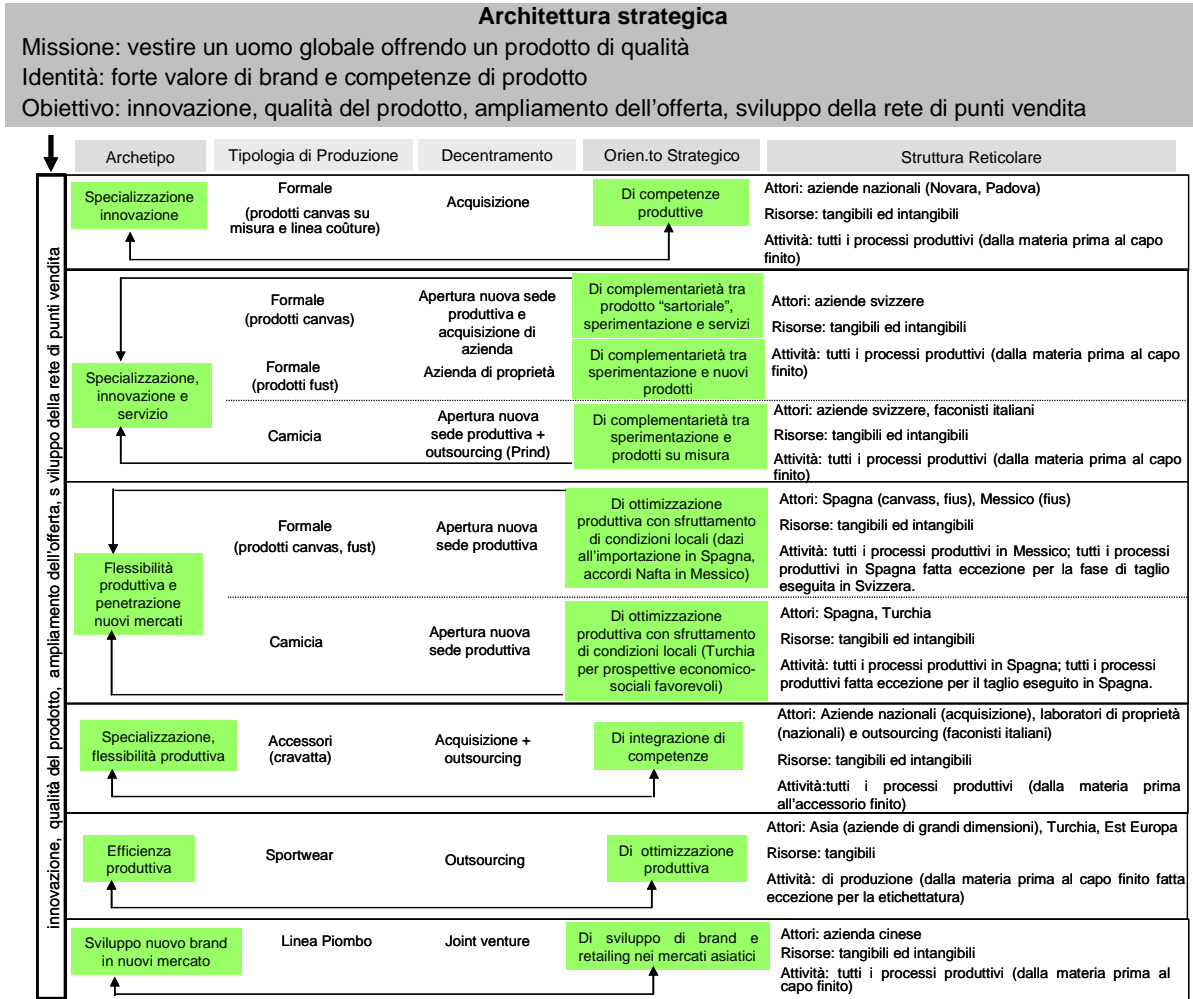 Architettura strategica
Missione: vestire un uomo globale offrendo un prodotto di qualità
Identità: forte valore di brand e competenze di prodotto
Obiettivo: innovazione, qualità del prodotto, ampliamento dell'offerta, sviluppo della rete di punti vendita
Archetipo
Tipologia di Produzione
Decentramento
Orien.to Strategico
Struttura Reticolare
innovazione, qualità del prodotto, ampliamento dell'offerta, s viluppo della rete di punti vendita
Specializzazione
innovazione
Formale
(prodotti canvas su
misura e linea coûture)
Acquisizione
Di competenze
produttive
Attori: aziende nazionali (Novara, Padova)
Risorse: tangibili ed intangibili
Attività: tutti i processi produttivi (dalla materia prima al capo
finito)
Specializzazione,
innovazione e
servizio
Formale
(prodotti canvas)
Apertura nuova sede
produttiva e
acquisizione di
azienda
Di complementarietà tra
prodotto “sartoriale”,
sperimentazione e servizi
Attori: aziende svizzere
Risorse: tangibili ed intangibili
Attività: tutti i processi produttivi (dalla materia prima al capo
finito)
Formale
(prodotti fust)
Azienda di proprietà
Di complementarietà tra
sperimentazione e nuovi
prodotti
Camicia
Apertura nuova
sede produttiva +
outsourcing (Prind)
Di complementarietà tra
sperimentazione e
prodotti su misura
Attori: aziende svizzere, faconisti italiani
Risorse: tangibili ed intangibili
Attività: tutti i processi produttivi (dalla materia prima al capo
finito)
Flessibilità
produttiva e
penetrazione
nuovi mercati
Formale
(prodotti canvas, fust)
Apertura nuova
sede produttiva
Di ottimizzazione
produttiva con sfruttamento
di condizioni locali (dazi
all'importazione in Spagna,
accordi Nafta in Messico)
Attori: Spagna (canvass, fius), Messico (fius)
Risorse: tangibili ed intangibili
Attività: tutti i processi produttivi in Messico; tutti i processi
produttivi in Spagna fatta eccezione per la fase di taglio
eseguita in Svizzera.
Camicia
Apertura nuova
sede produttiva
Di ottimizzazione
produttiva con sfruttamento
di condizioni locali (Turchia
per prospettive economico-
sociali favorevoli)
Attori: Spagna, Turchia
Risorse: tangibili ed intangibili
Attività: tutti i processi produttivi in Spagna; tutti i processi
produttivi fatta eccezione per il taglio eseguito in Spagna.
Specializzazione,
flessibilità produttiva
Accessori
(cravatta)
Acquisizione +
outsourcing
Di integrazione di
competenze
Attori: Aziende nazionali (acquisizione), laboratori di proprietà
(nazionali) e outsourcing (faconisti italiani)
Risorse: tangibili ed intangibili
Attività:tutti i processi produttivi (dalla materia prima
all'accessorio finito)
Efficienza
produttiva
Sportwear
Outsourcing
Di ottimizzazione
produttiva
Attori: Asia (aziende di grandi dimensioni), Turchia, Est Europa
Risorse: tangibili
Attività: di produzione (dalla materia prima al capo finito fatta
eccezione per la etichettatura)
Sviluppo nuovo brand
in nuovi mercato
Linea Piombo
Joint venture
Di sviluppo di brand e
retailing nei mercati asiatici
Attori: azienda cinese
Risorse: tangibili ed intangibili
Attività: tutti i processi produttivi (dalla materia prima al
capo finito)